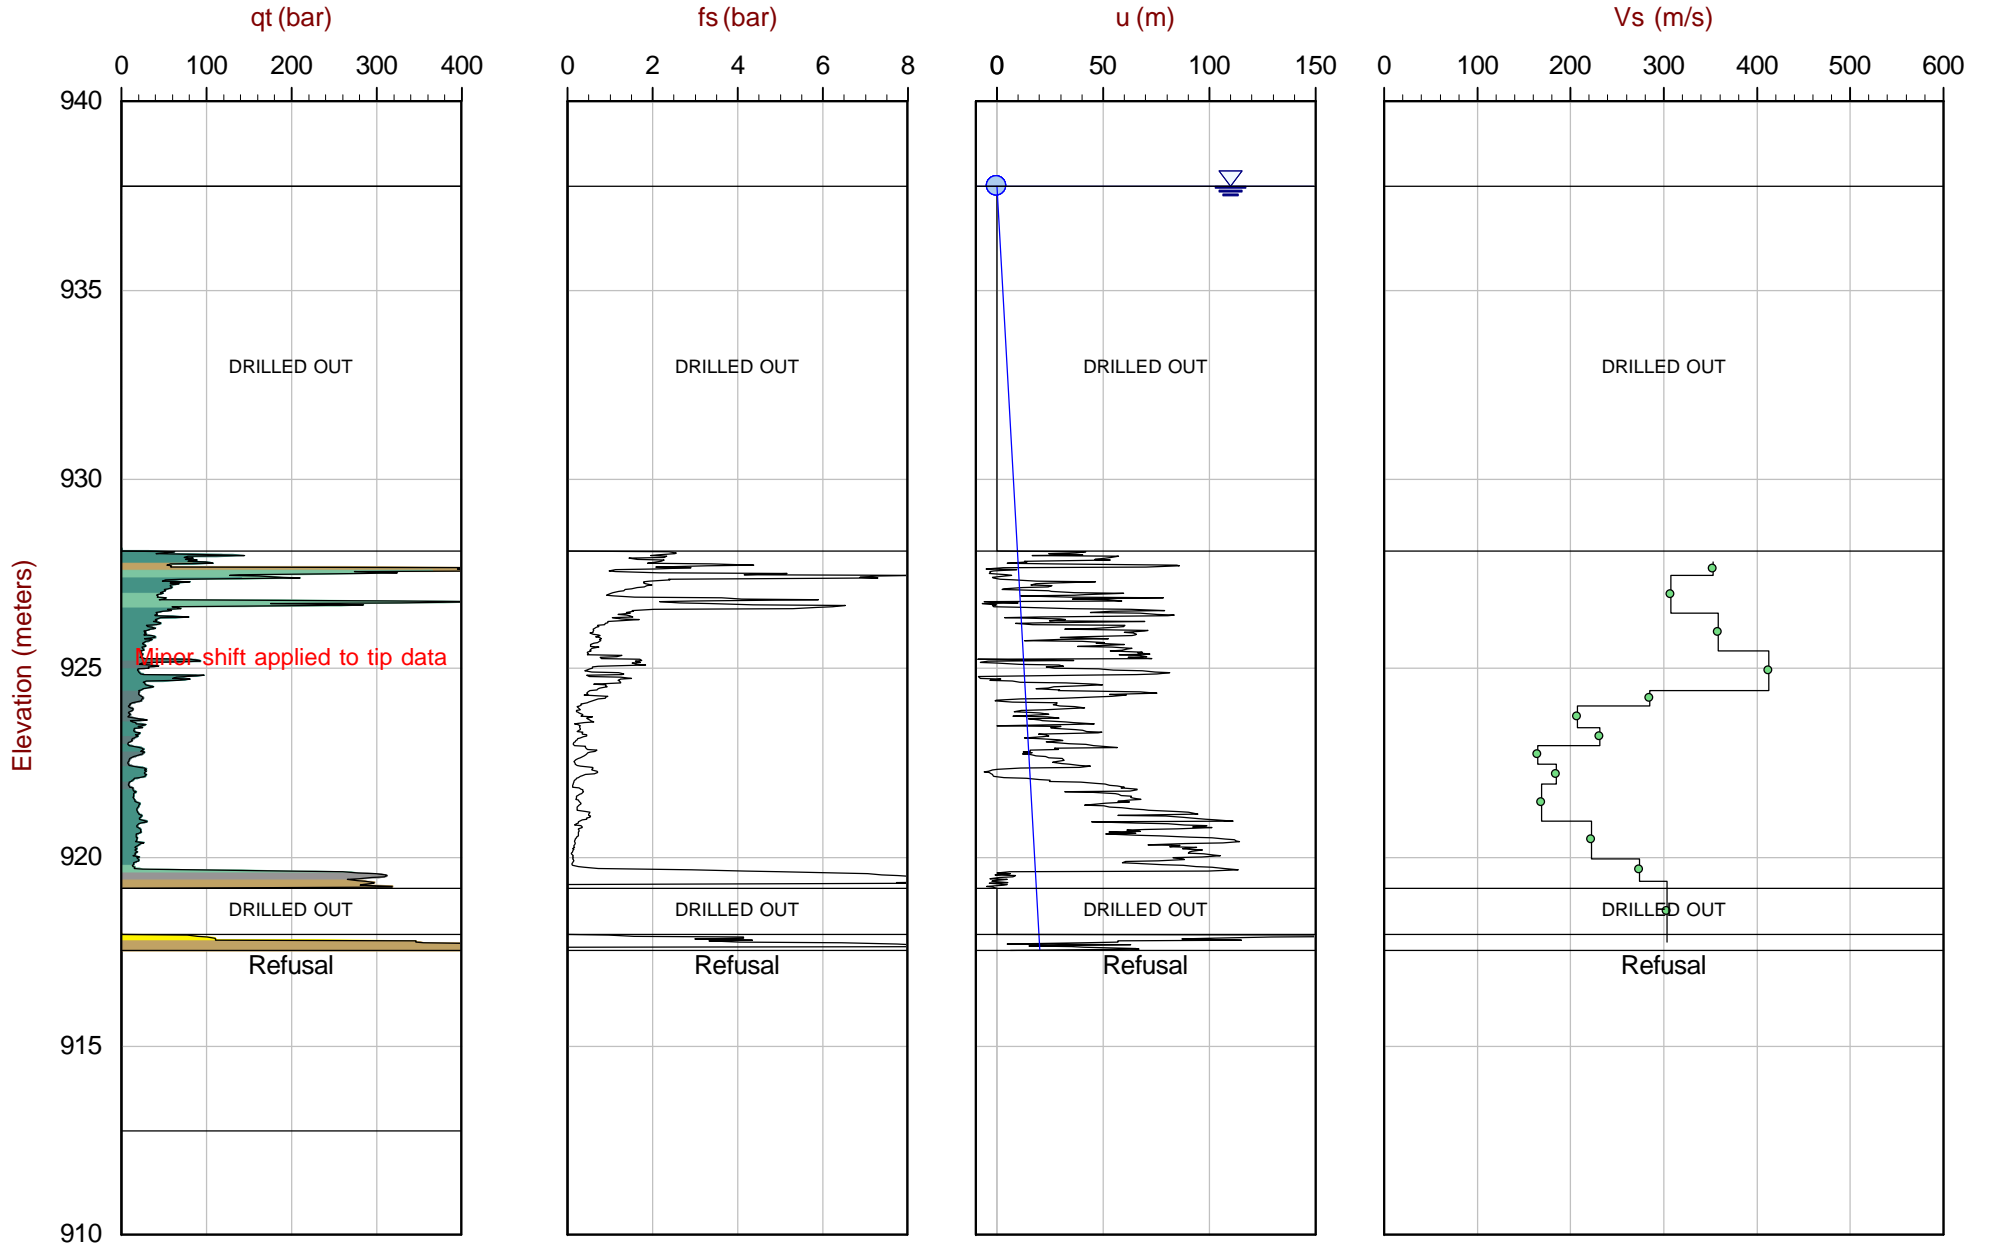 qt (bar) fs (bar) u (m) Vs (m/s)
0 100 200 300 400 0 2 4 6 8 0 50 100 150 0 100 200 300 400 500 600
940
935
DRILLED OUT DRILLED OUT DRILLED OUT DRILLED OUT
930
Elevation (meters)
Minor shift applied to tip data
925
920
DRILLED OUT DRILLED OUT DRILLED OUT DRILLED OUT
Refusal Refusal Refusal Refusal
915
910